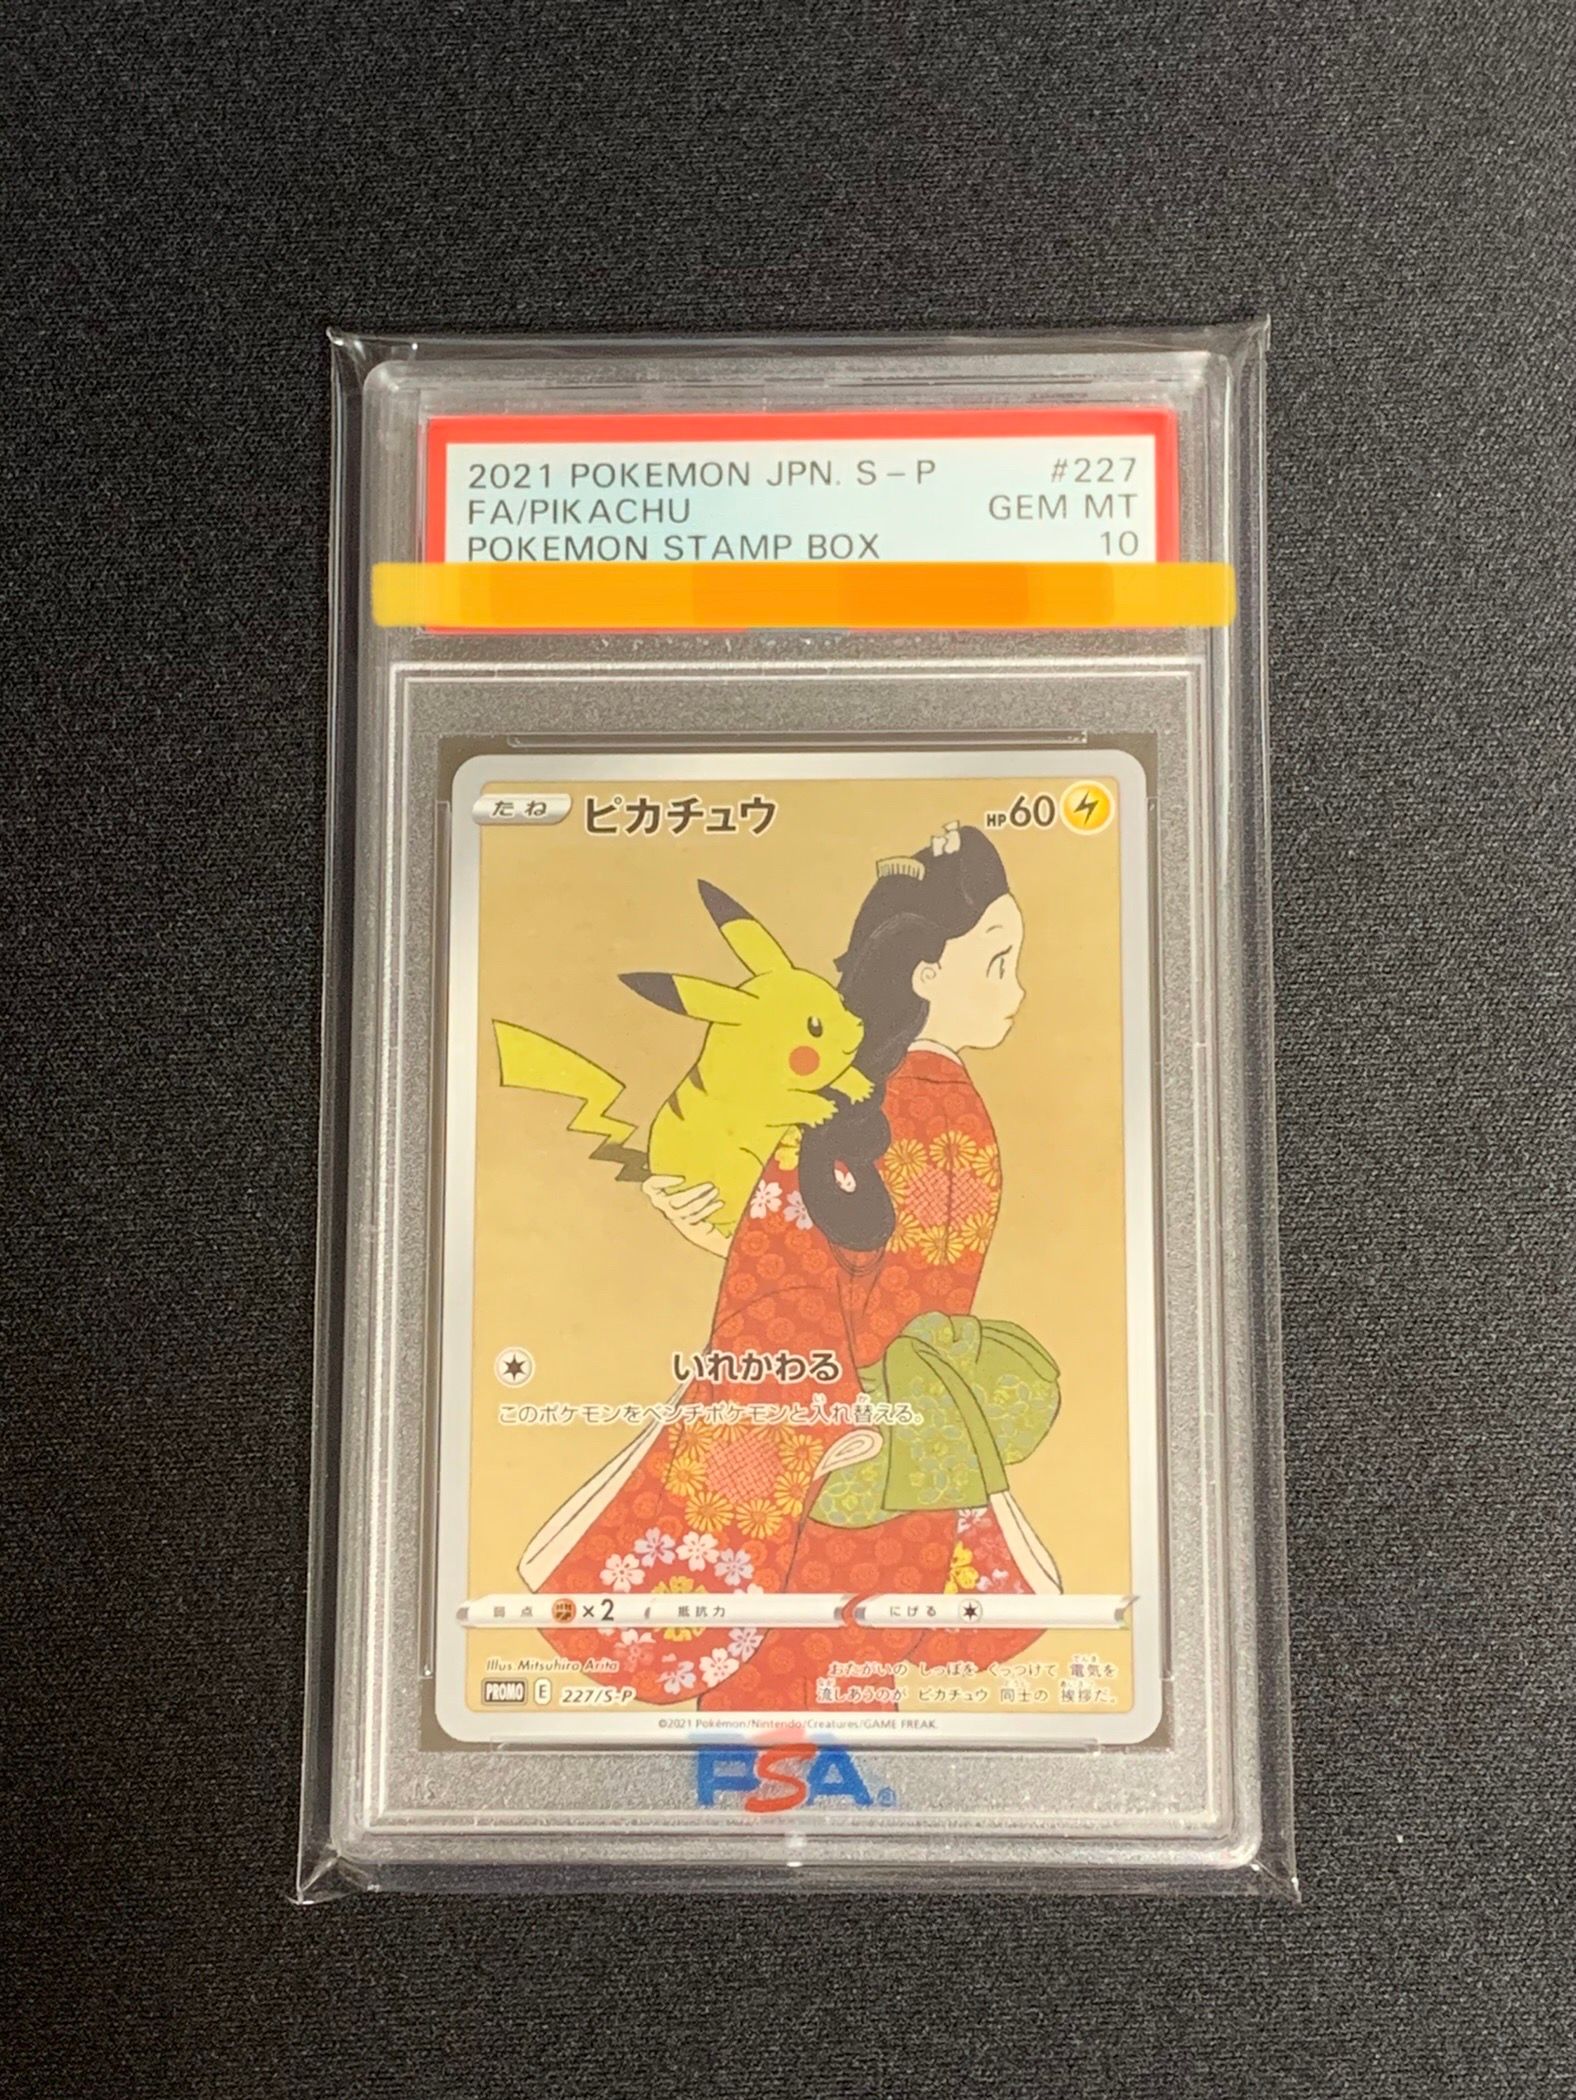 2021 POKEMON JPN. S-P #227
FA/PIKACHU GEM MT
POKEMON STAMP BOX 10
たね ピカチュウ HP60
いれかわる
このポケモンをベンチポケモンと入れ替える。
弱点 ×2 抵抗力 にげる
Illus. Mitsuhiro Arita
おたがいの しっぽを くっつけて 電気を
流しあうのが ピカチュウ 同士の 挨拶だ。
PROMO E 227/S-P
©2021 Pokémon/Nintendo/Creatures/GAME FREAK.
PSA®